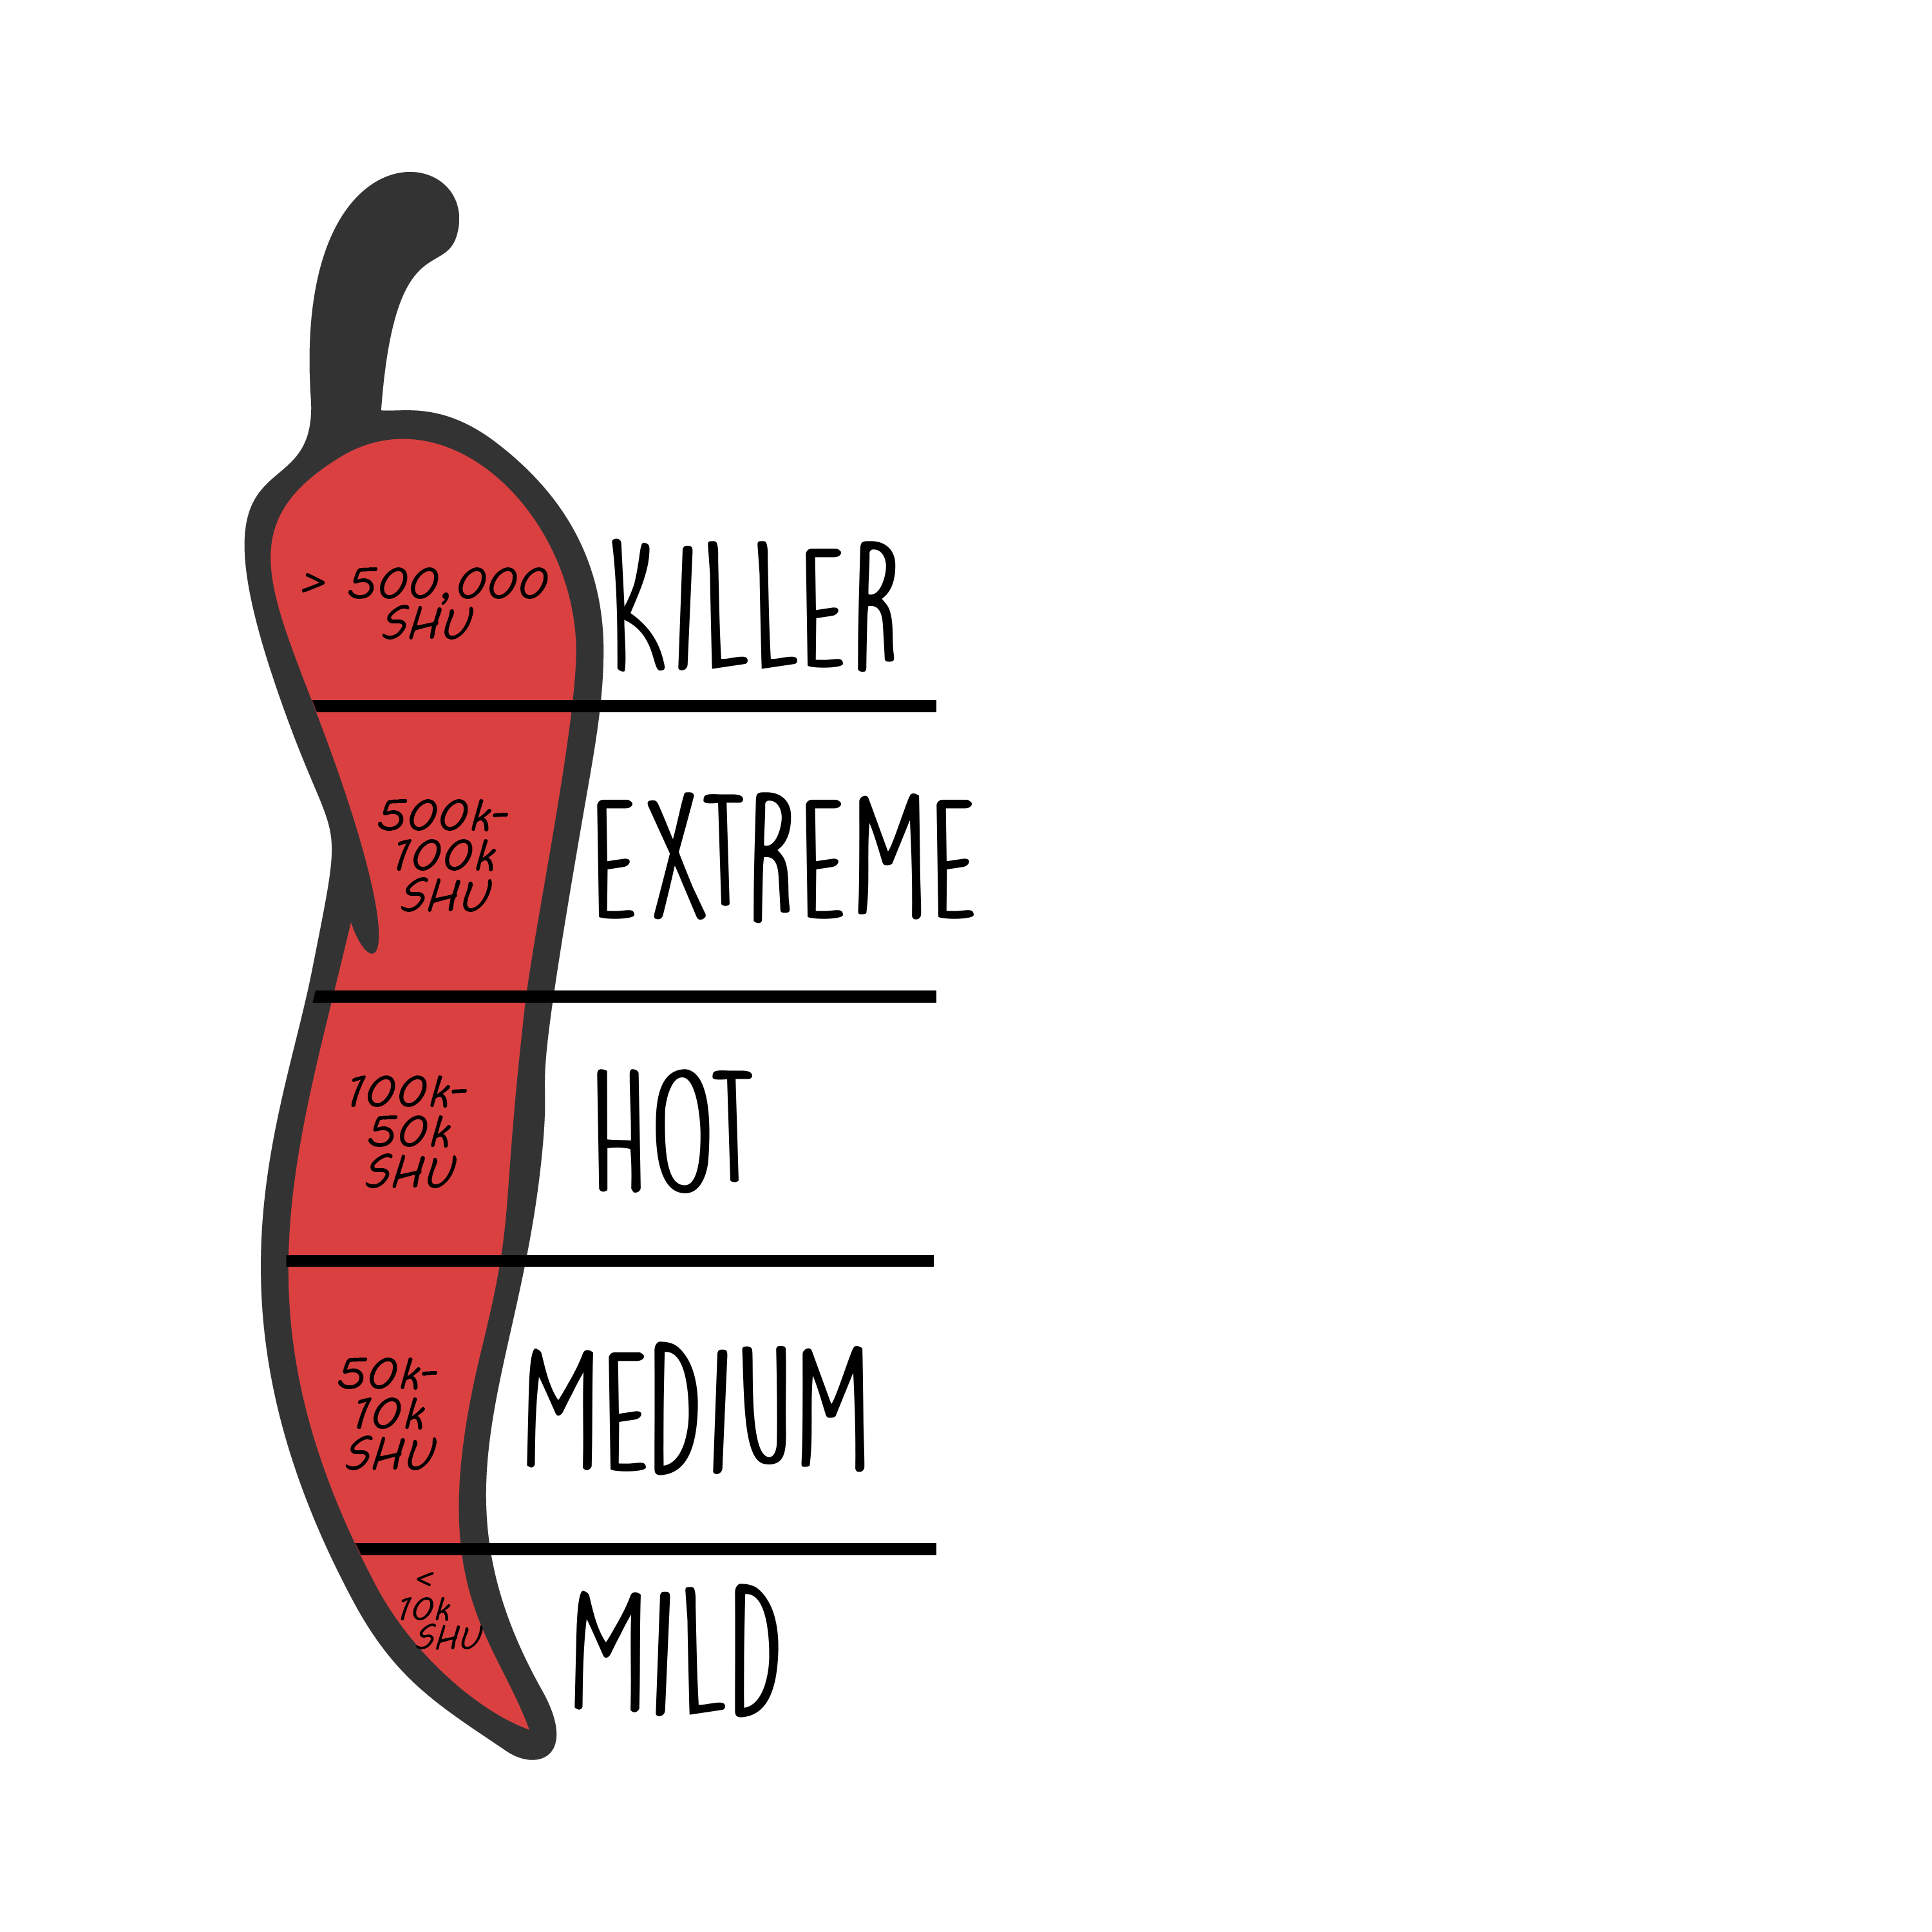 KILLER
> 500,000
SHU
EXTREME
500k-
100k
SHU
HOT
100k-
50k
SHU
MEDIUM
50k-
10k
SHU
MILD
<
10k
SHU